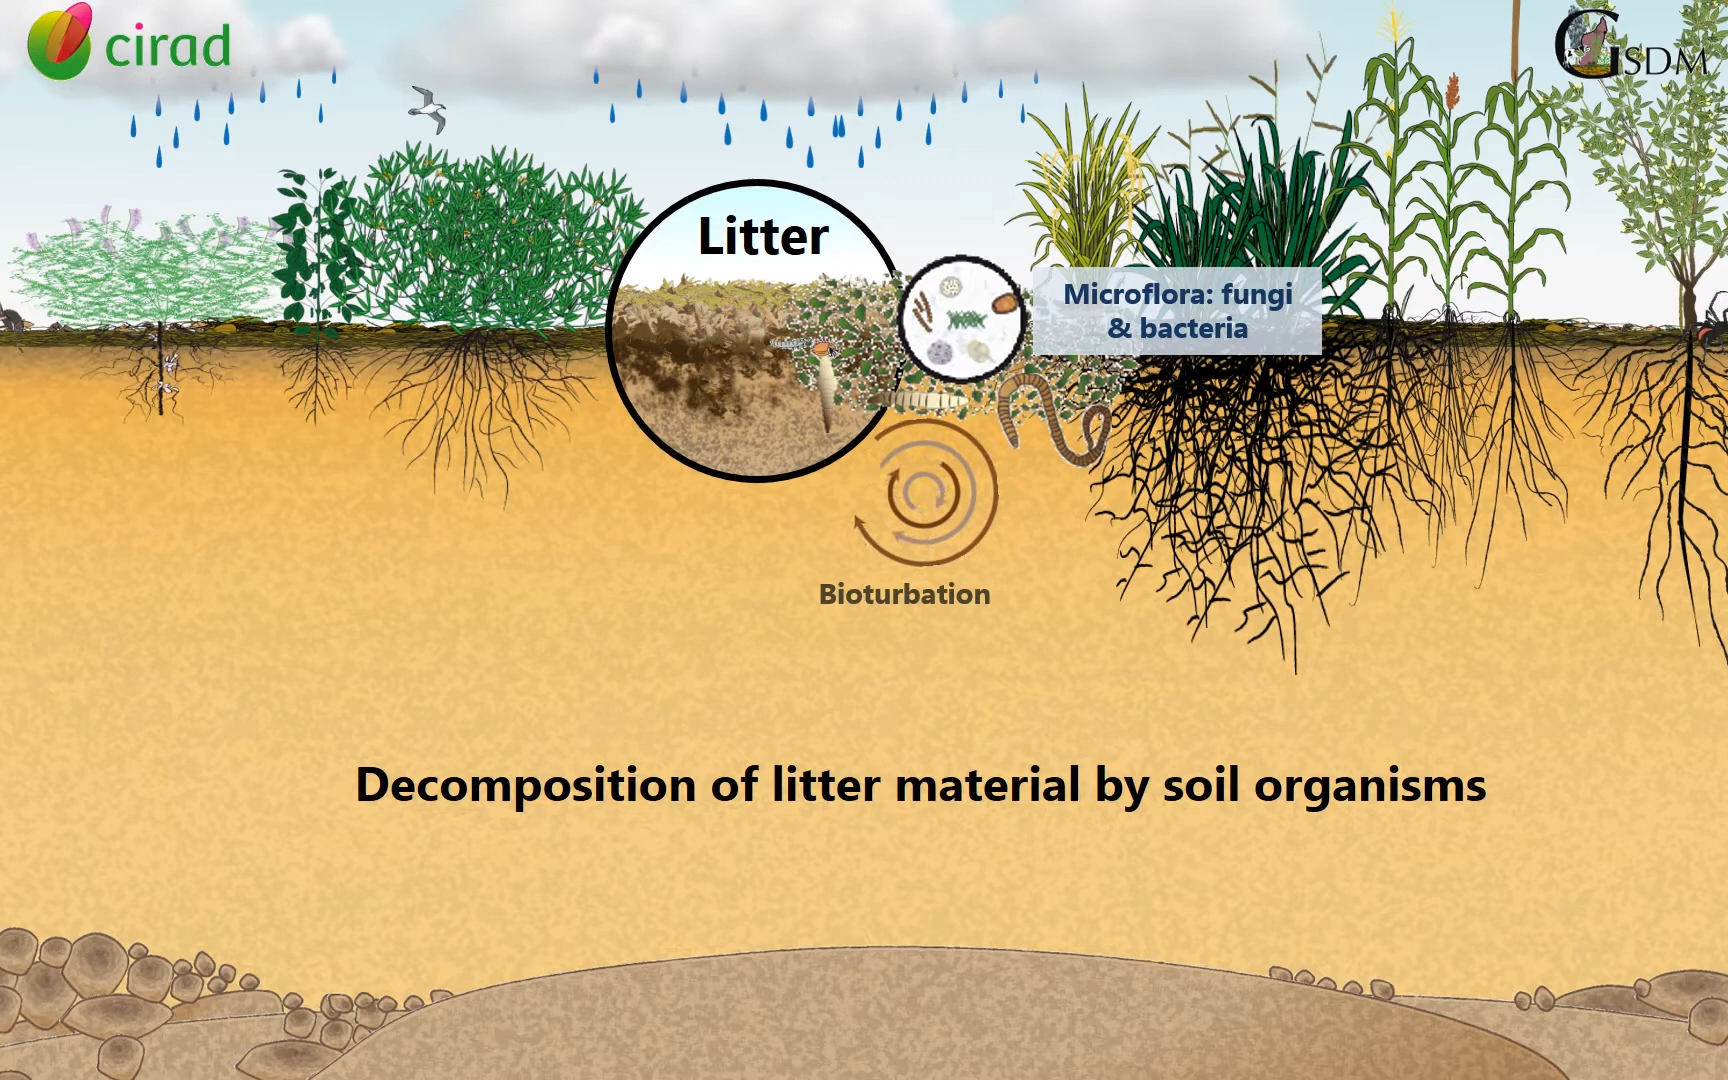 cirad
GSDM
Litter
Microflora: fungi
& bacteria
Bioturbation
Decomposition of litter material by soil organisms